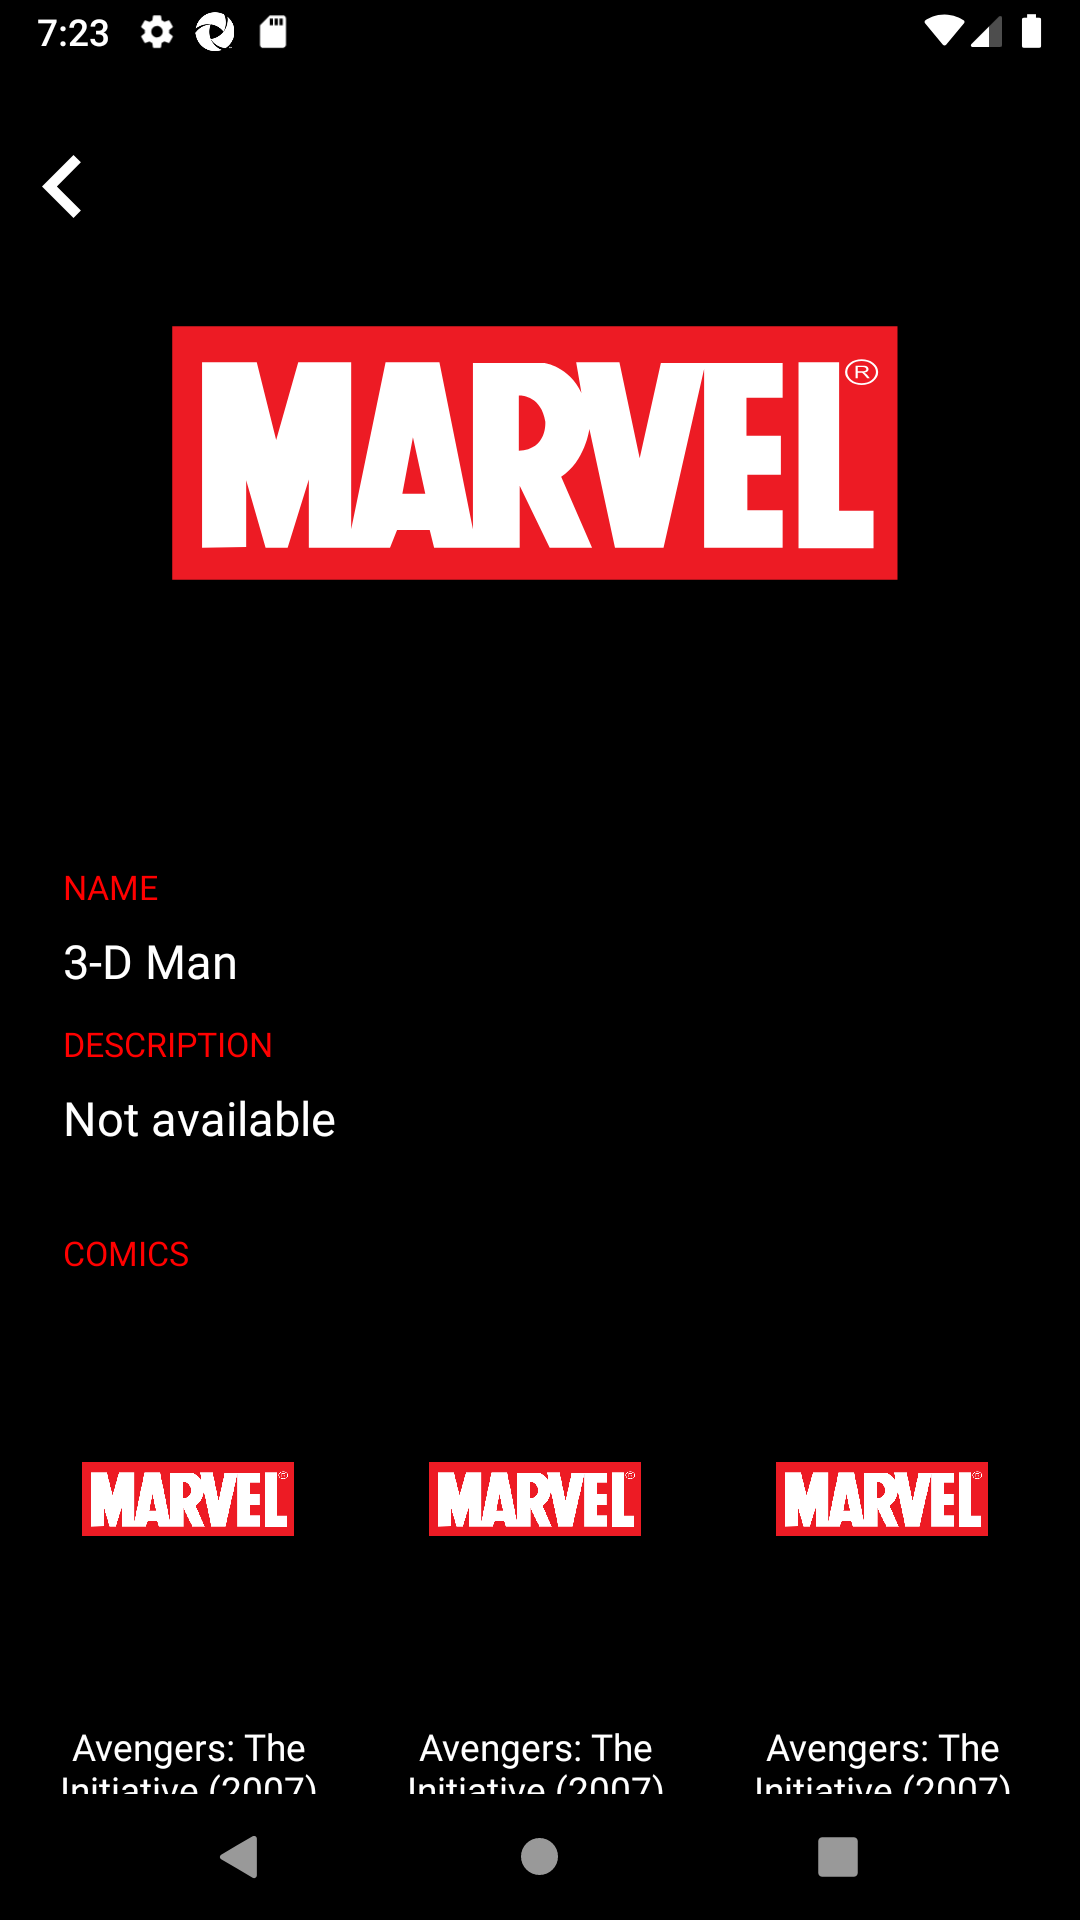 7:23
MARVEL®
NAME
3-D Man
DESCRIPTION
Not available
COMICS
MARVEL® MARVEL® MARVEL®
Avengers: The Avengers: The Avengers: The
Initiative (2007) Initiative (2007) Initiative (2007)